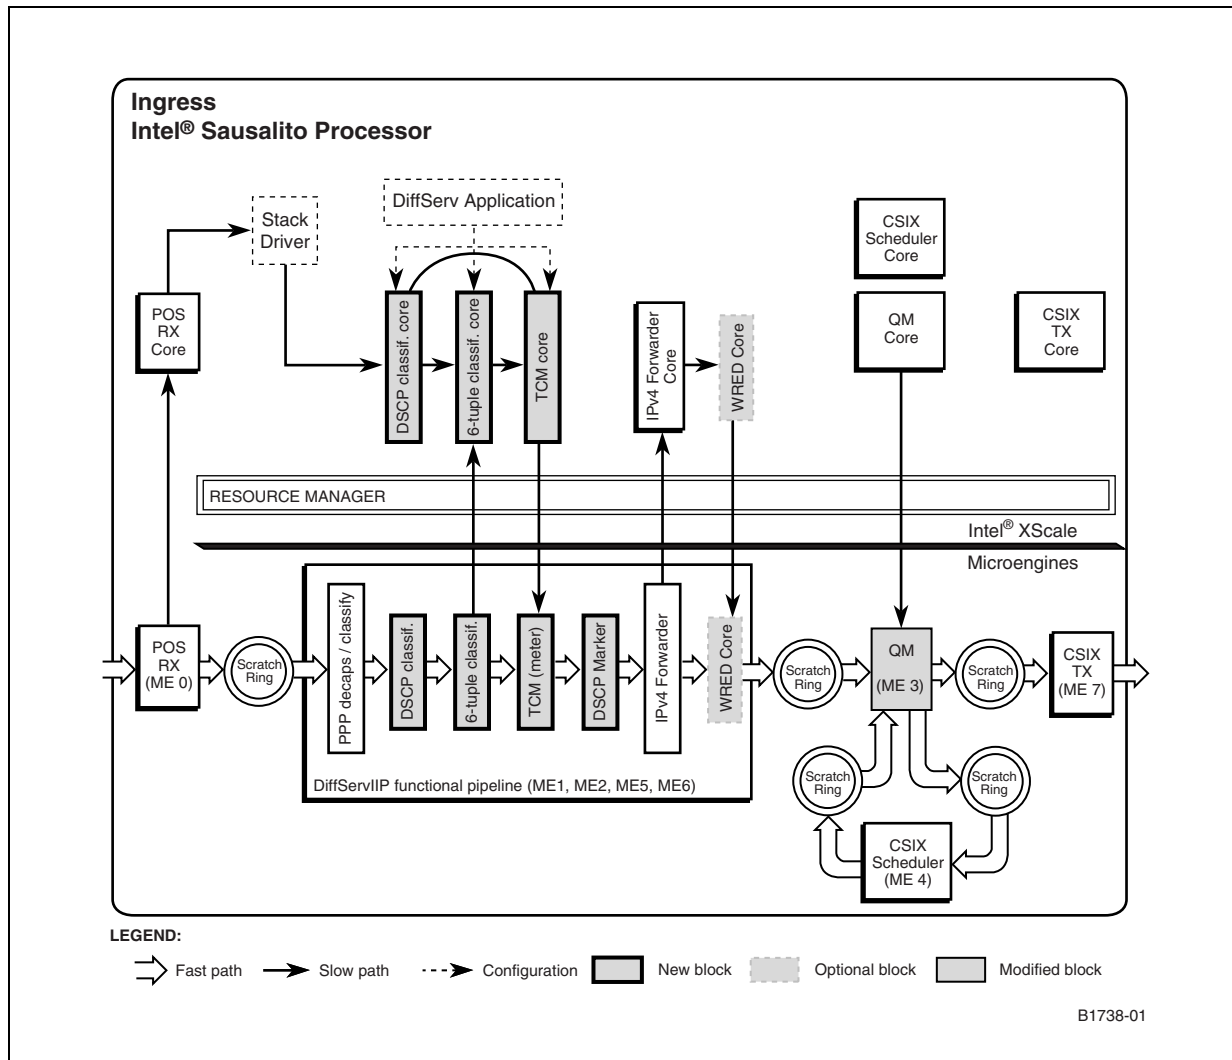 Ingress
Intel® Sausalito Processor
DiffServ Application
Stack
Driver
CSIX
Scheduler
Core
POS
RX
Core
DSCP classif. core
6-tuple classif. core
TCM core
IPv4 Forwarder
Core
WRED Core
QM
Core
CSIX
TX
Core
RESOURCE MANAGER
Intel® XScale
Microengines
POS
RX
(ME 0)
Scratch
Ring
PPP decaps / classify
DSCP classif.
6-tuple classif.
TCM (meter)
DSCP Marker
IPv4 Forwarder
WRED Core
Scratch
Ring
QM
(ME 3)
Scratch
Ring
CSIX
TX
(ME 7)
DiffServIIP functional pipeline (ME1, ME2, ME5, ME6)
Scratch
Ring
Scratch
Ring
CSIX
Scheduler
(ME 4)
LEGEND:
Fast path
Slow path
Configuration
New block
Optional block
Modified block
B1738-01